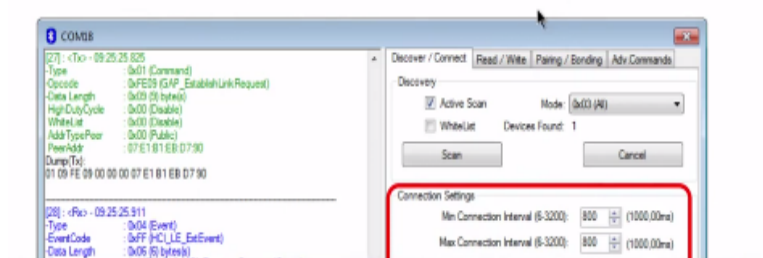 COM18
[27] : <Tx> - 09:25:25.825
-Type : 0x01 (Command)
-Opcode : 0xFE09 (GAP_EstablishLinkRequest)
-Data Length : 0x09 (9) byte(s)
HighDutyCycle : 0x00 (Disable)
WhiteList : 0x00 (Disable)
AddrTypePeer : 0x00 (Public)
PeerAddr : 07:E1:81:EB:D7:90
Dump(Tx):
01 09 FE 09 00 00 00 07 E1 81 EB D7 90
[28] : <Rx> - 09:25:25.911
-Type : 0x04 (Event)
-EventCode : 0xFF (HCI_LE_ExtEvent)
-Data Length : 0x06 (6) bytes(s)
Discover / Connect Read / Write Pairing / Bonding Adv.Commands
Discovery
Active Scan Mode: 0x03 (All)
WhiteList Devices Found: 1
Scan Cancel
Connection Settings
Min Connection Interval (6-3200): 800 (1000,00ms)
Max Connection Interval (6-3200): 800 (1000,00ms)